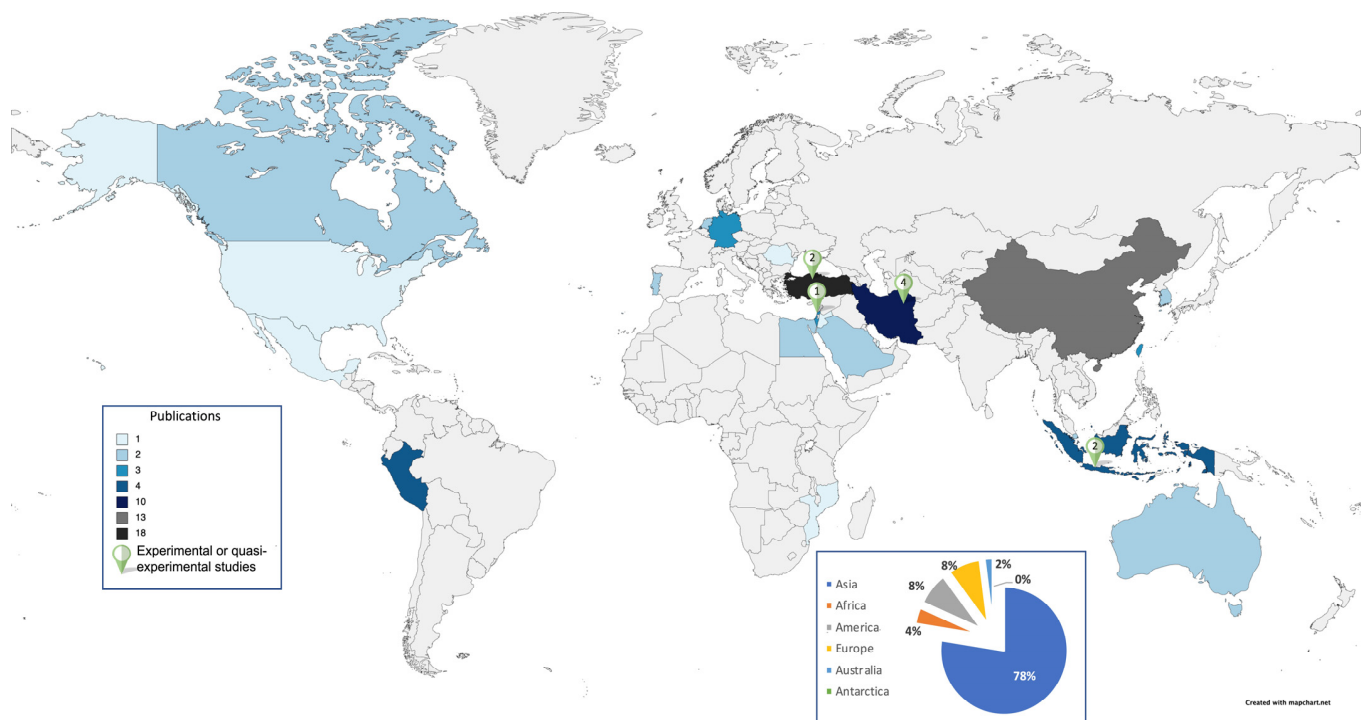 2
1
4
2
Publications
1
2
3
4
10
13
18
Experimental or quasi-
experimental studies
Asia
Africa
America
Europe
Australia
Antarctica
8%
2%
0%
8%
4%
78%
Created with mapchart.net